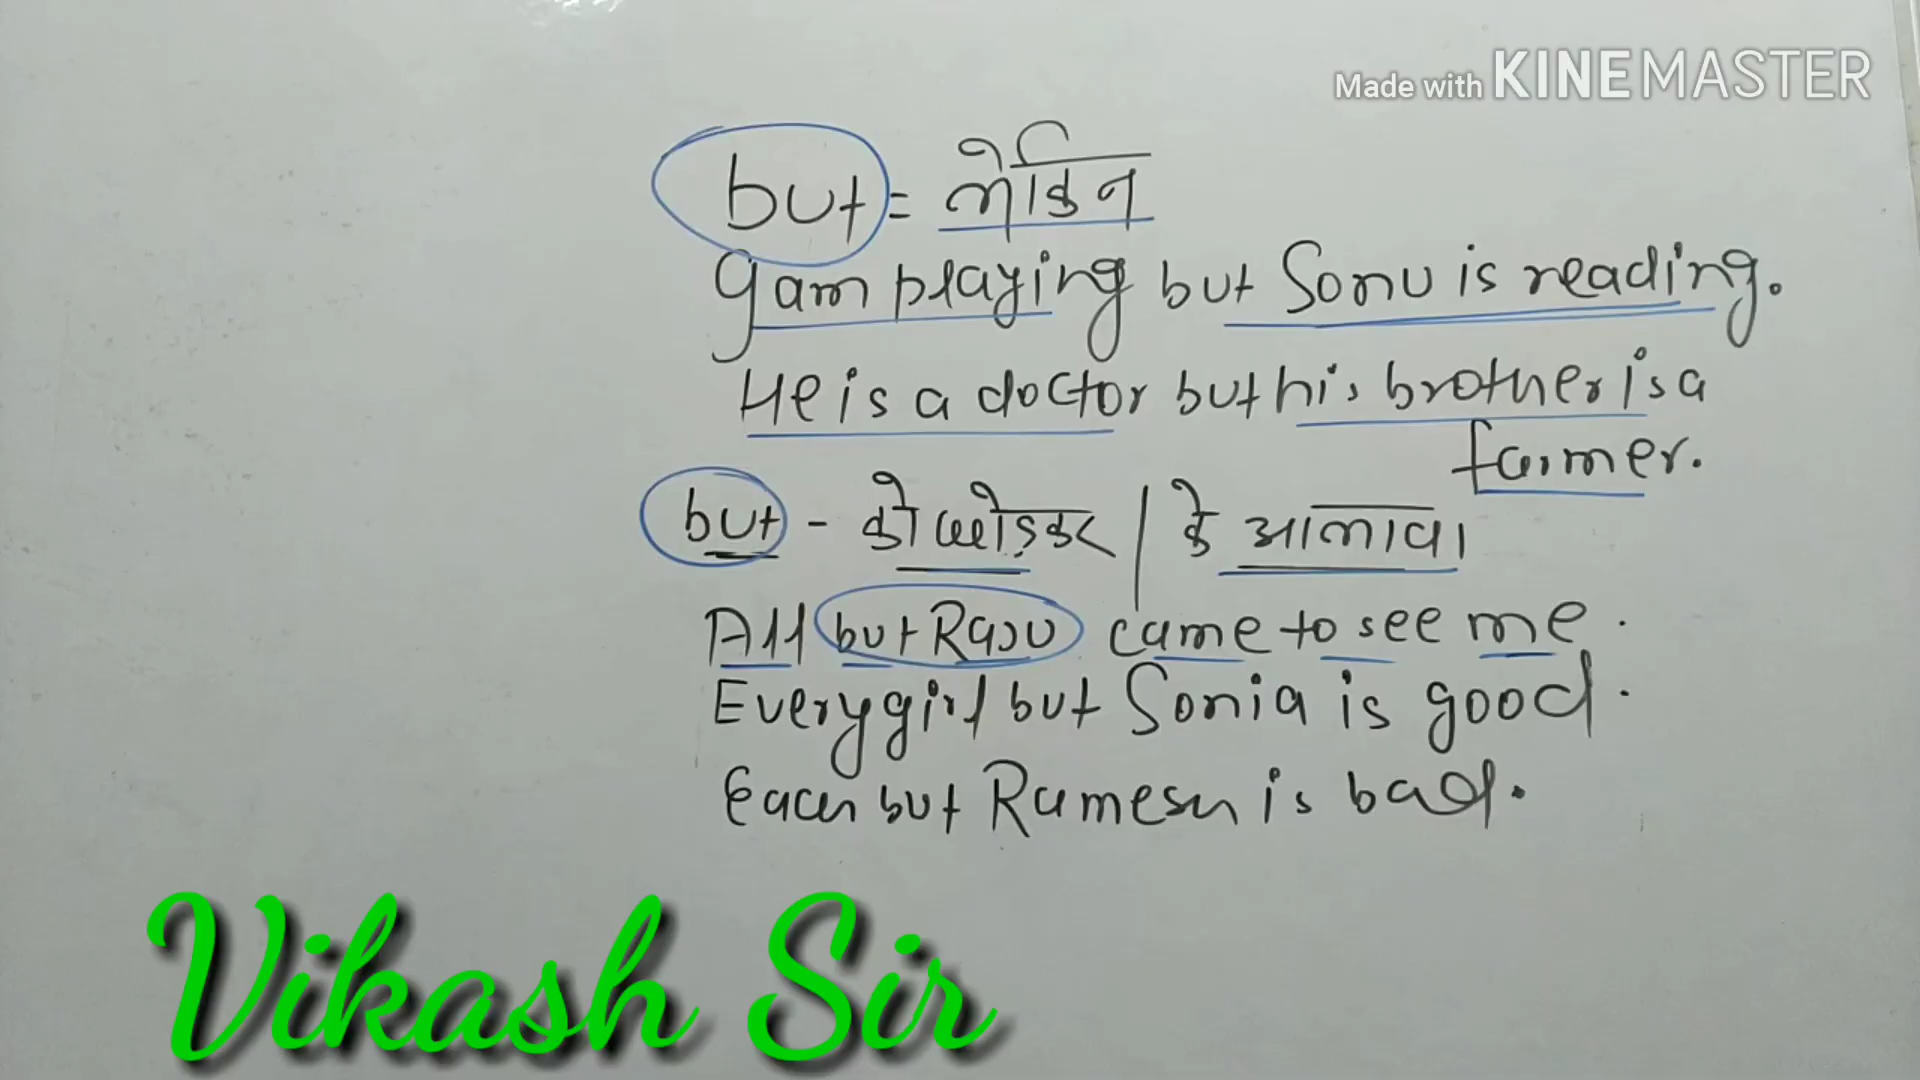 Made with KINEMASTER
but = लेकिन
I am playing but Sonu is reading.
He is a doctor but his brother is a
farmer.
but - को छोड़कर / के अलावा
All but Raju came to see me.
Every girl but Sonia is good.
Each but Ramesh is bad.
Vikash Sir